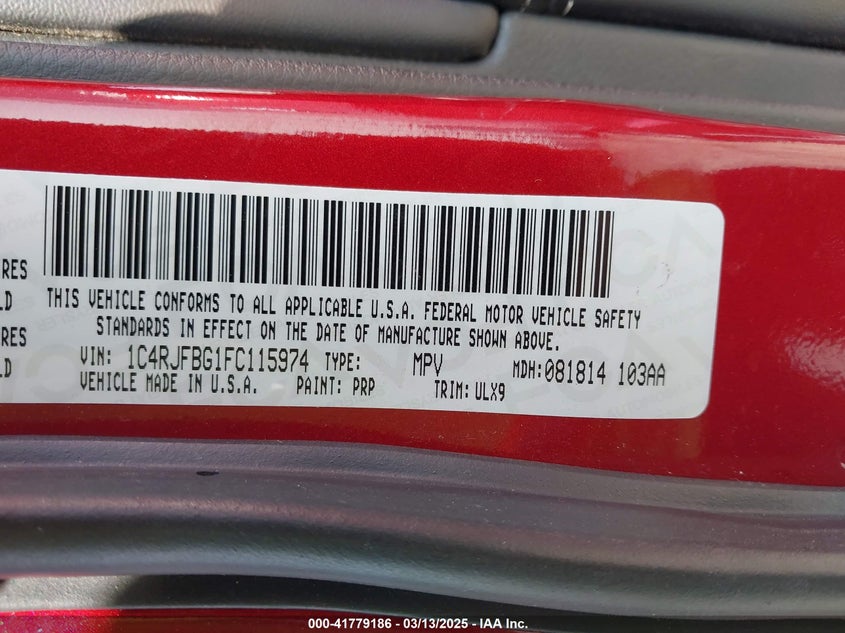 RES
LD
RES
LD
THIS VEHICLE CONFORMS TO ALL APPLICABLE U.S.A. FEDERAL MOTOR VEHICLE SAFETY
STANDARDS IN EFFECT ON THE DATE OF MANUFACTURE SHOWN ABOVE.
VIN: 1C4RJFBG1FC115974 TYPE: MPV MDH:081814 103AA
VEHICLE MADE IN U.S.A. PAINT: PRP TRIM:ULX9
000-41779186 - 03/13/2025 - IAA Inc.